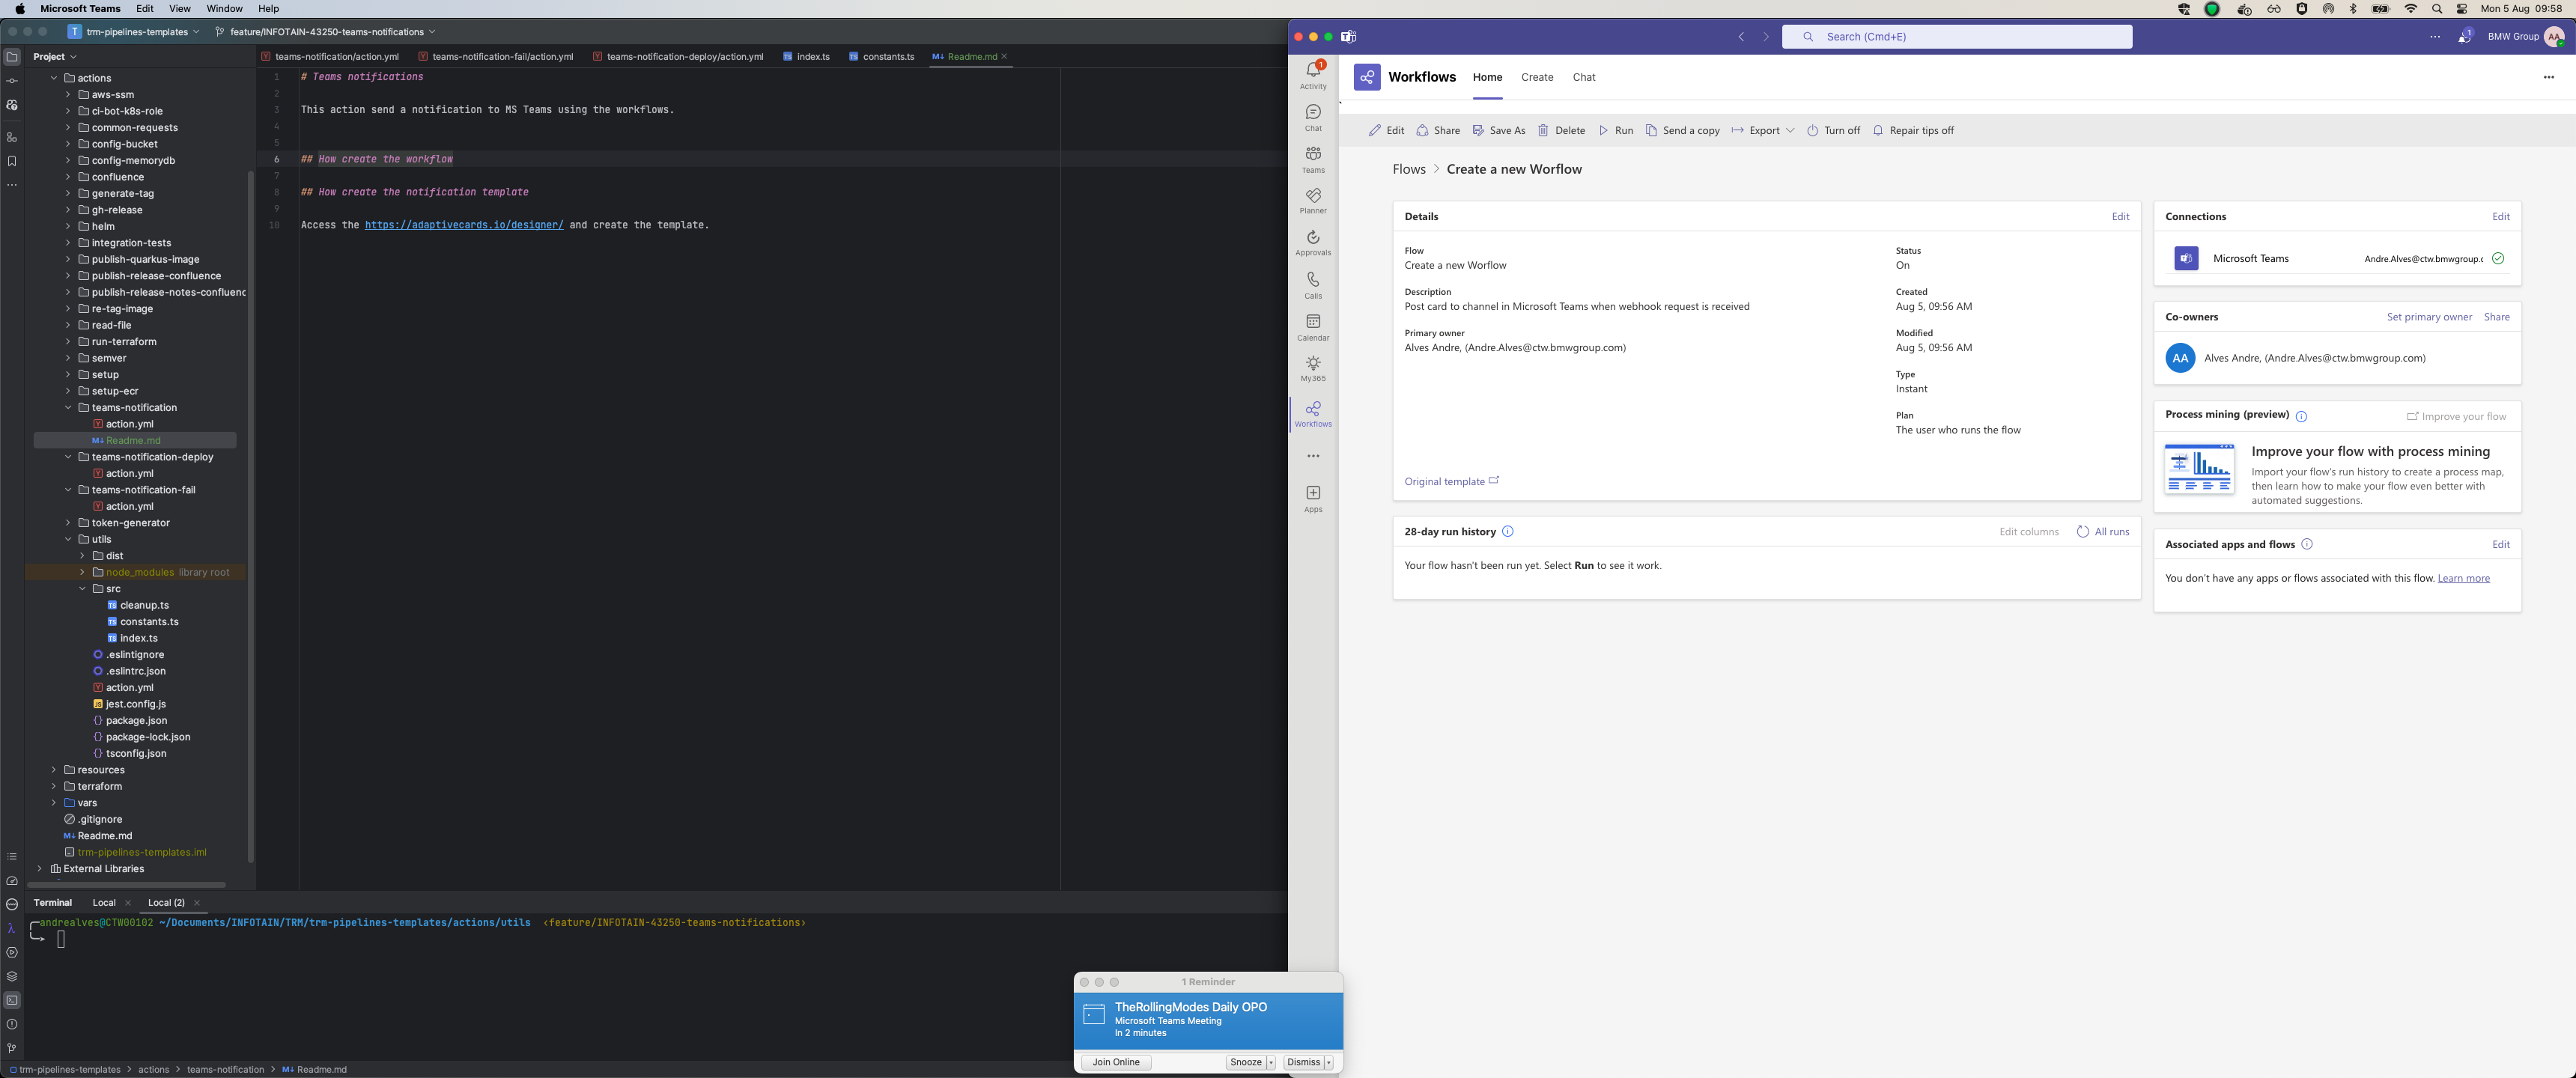 Microsoft Teams Edit View Window Help
Mon 5 Aug 09:58
T trm-pipelines-templates feature/INFOTAIN-43250-teams-notifications
Project
actions
aws-ssm
ci-bot-k8s-role
common-requests
config-bucket
config-memorydb
confluence
generate-tag
gh-release
helm
integration-tests
publish-quarkus-image
publish-release-confluence
publish-release-notes-confluenc
re-tag-image
read-file
run-terraform
semver
setup
setup-ecr
teams-notification
action.yml
Readme.md
teams-notification-deploy
action.yml
teams-notification-fail
action.yml
token-generator
utils
dist
node_modules library root
src
cleanup.ts
constants.ts
index.ts
.eslintignore
.eslintrc.json
action.yml
jest.config.js
package.json
package-lock.json
tsconfig.json
resources
terraform
vars
.gitignore
Readme.md
trm-pipelines-templates.iml
External Libraries
teams-notification/action.yml teams-notification-fail/action.yml teams-notification-deploy/action.yml index.ts constants.ts Readme.md
1 # Teams notifications
2
3 This action send a notification to MS Teams using the workflows.
4
5
6 ## How create the workflow
7
8 ## How create the notification template
9
10 Access the https://adaptivecards.io/designer/ and create the template.
Terminal Local Local (2)
andrealves@CTW00102 ~/Documents/INFOTAIN/TRM/trm-pipelines-templates/actions/utils ‹feature/INFOTAIN-43250-teams-notifications›
trm-pipelines-templates > actions > teams-notification > Readme.md
1 Reminder
TheRollingModes Daily OPO
Microsoft Teams Meeting
In 2 minutes
Join Online Snooze Dismiss
Search (Cmd+E)
1 BMW Group AA
1
Activity
Chat
Teams
Planner
Approvals
Calls
Calendar
My365
Workflows
Apps
Workflows Home Create Chat
Edit Share Save As Delete Run Send a copy Export Turn off Repair tips off
Flows > Create a new Worflow
Details Edit
Flow
Create a new Worflow
Description
Post card to channel in Microsoft Teams when webhook request is received
Primary owner
Alves Andre, (Andre.Alves@ctw.bmwgroup.com)
Status
On
Created
Aug 5, 09:56 AM
Modified
Aug 5, 09:56 AM
Type
Instant
Plan
The user who runs the flow
Original template
28-day run history Edit columns All runs
Your flow hasn't been run yet. Select Run to see it work.
Connections Edit
Microsoft Teams Andre.Alves@ctw.bmwgroup.c
Co-owners Set primary owner Share
AA Alves Andre, (Andre.Alves@ctw.bmwgroup.com)
Process mining (preview) Improve your flow
Improve your flow with process mining
Import your flow's run history to create a process map,
then learn how to make your flow even better with
automated suggestions.
Associated apps and flows Edit
You don't have any apps or flows associated with this flow. Learn more